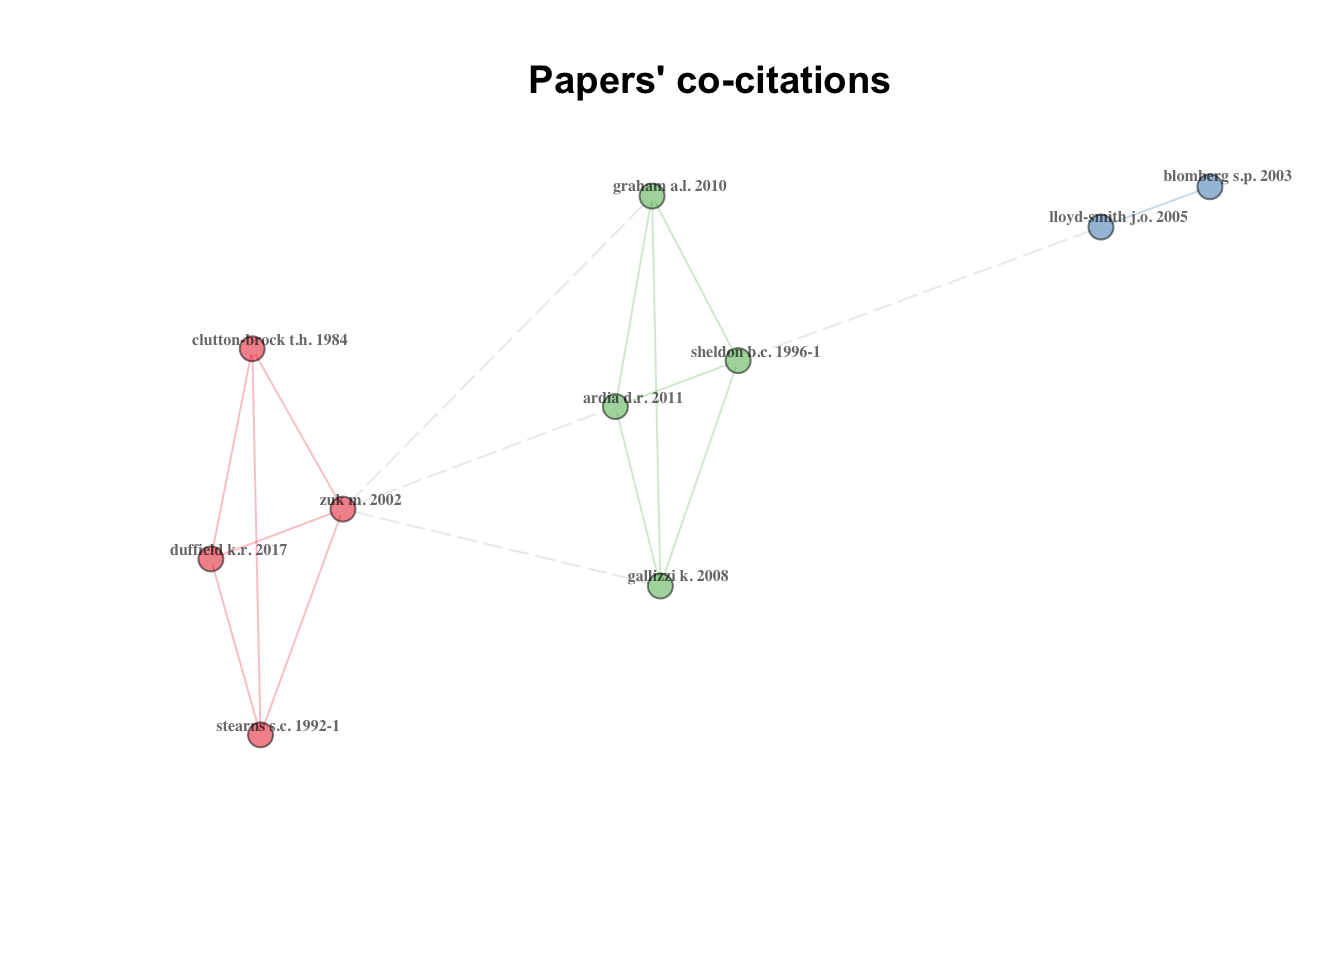 Papers' co-citations
blomberg s.p. 2003
graham a.l. 2010
lloyd-smith j.o. 2005
clutton-brock t.h. 1984
sheldon b.c. 1996-1
ardia d.r. 2011
zuk m. 2002
duffield k.r. 2017
gallizzi k. 2008
stearns s.c. 1992-1